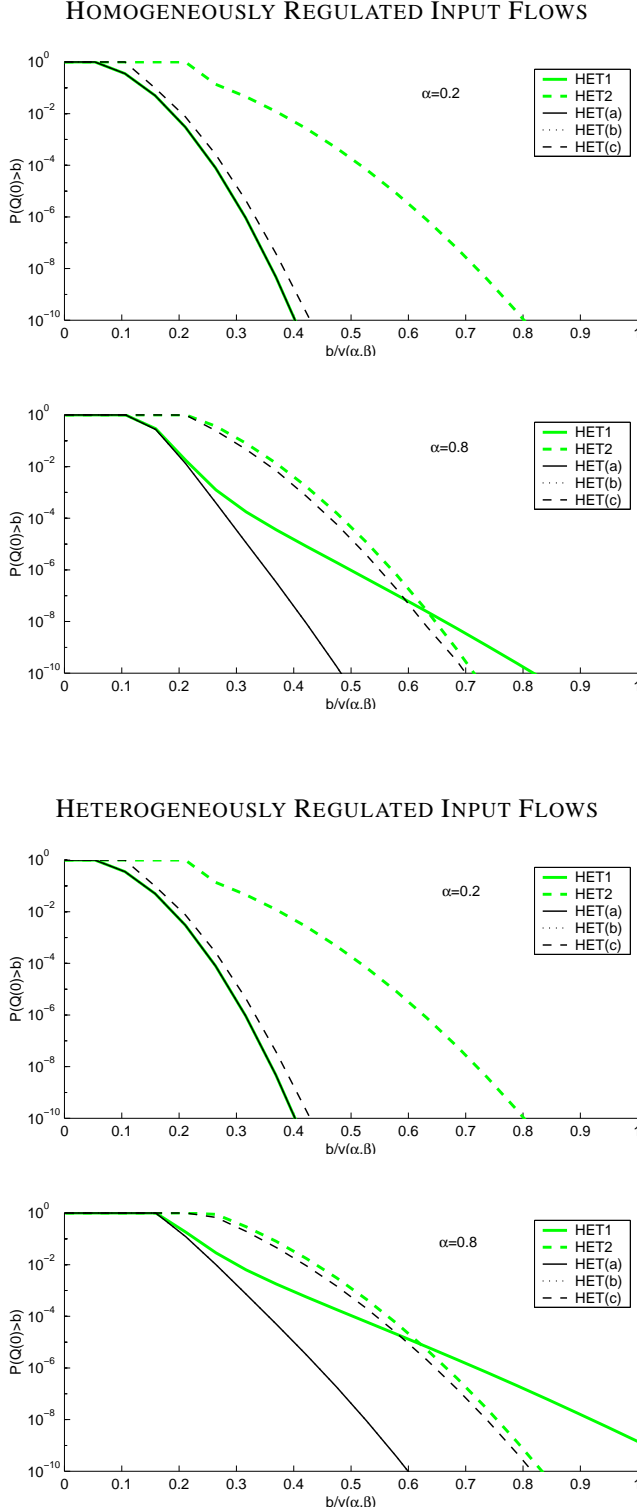 HOMOGENEOUSLY REGULATED INPUT FLOWS
10^0
10^−2
10^−4
10^−6
10^−8
10^−10
P(Q(0)>b)
α=0.2
HET1
HET2
HET(a)
HET(b)
HET(c)
0 0.1 0.2 0.3 0.4 0.5 0.6 0.7 0.8 0.9 1
b/v(α,β)
10^0
10^−2
10^−4
10^−6
10^−8
10^−10
P(Q(0)>b)
α=0.8
HET1
HET2
HET(a)
HET(b)
HET(c)
0 0.1 0.2 0.3 0.4 0.5 0.6 0.7 0.8 0.9 1
b/v(α,β)
HETEROGENEOUSLY REGULATED INPUT FLOWS
10^0
10^−2
10^−4
10^−6
10^−8
10^−10
P(Q(0)>b)
α=0.2
HET1
HET2
HET(a)
HET(b)
HET(c)
0 0.1 0.2 0.3 0.4 0.5 0.6 0.7 0.8 0.9 1
b/v(α,β)
10^0
10^−2
10^−4
10^−6
10^−8
10^−10
P(Q(0)>b)
α=0.8
HET1
HET2
HET(a)
HET(b)
HET(c)
0 0.1 0.2 0.3 0.4 0.5 0.6 0.7 0.8 0.9 1
b/v(α,β)